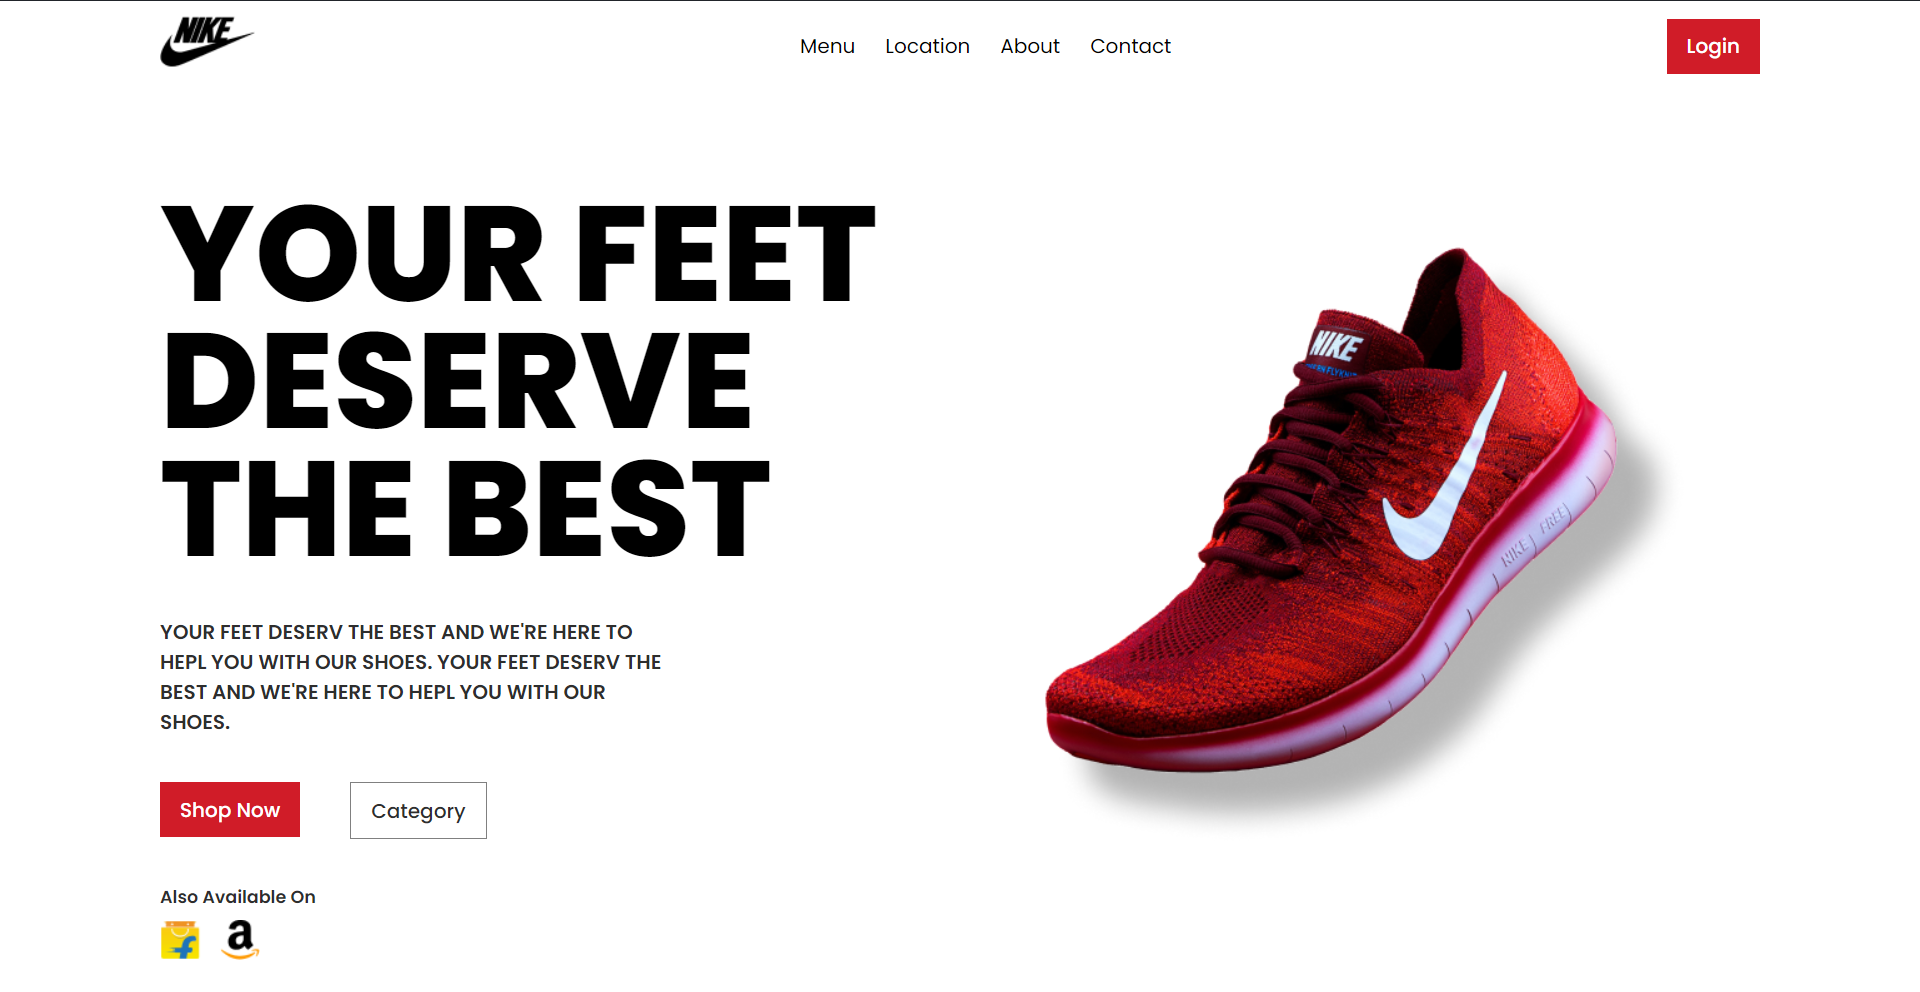 NIKE
Menu Location About Contact
Login
YOUR FEET
DESERVE
THE BEST
YOUR FEET DESERV THE BEST AND WE'RE HERE TO
HEPL YOU WITH OUR SHOES. YOUR FEET DESERV THE
BEST AND WE'RE HERE TO HEPL YOU WITH OUR
SHOES.
Shop Now
Category
Also Available On
f
a
NIKE
NIKE FREE